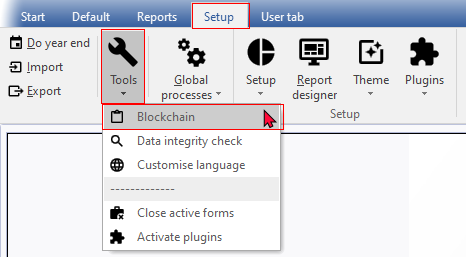 Start Default Reports Setup User tab
Do year end
Import
Export
Tools
Global
processes
Setup
Report
designer
Theme
Plugins
Setup
Blockchain
Data integrity check
Customise language
-------------
Close active forms
Activate plugins